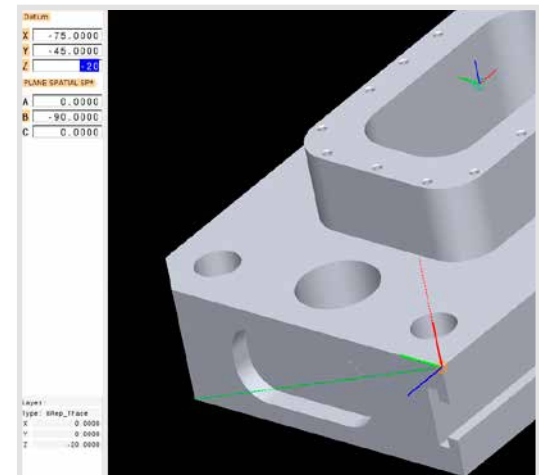 Datum
X -75.0000
Y -45.0000
Z -20
PLANE SPATIAL SP*
A 0.0000
B -90.0000
C 0.0000
Layer:
Type: BRep_TFace
X 0.0000
Y 0.0000
Z -20.0000